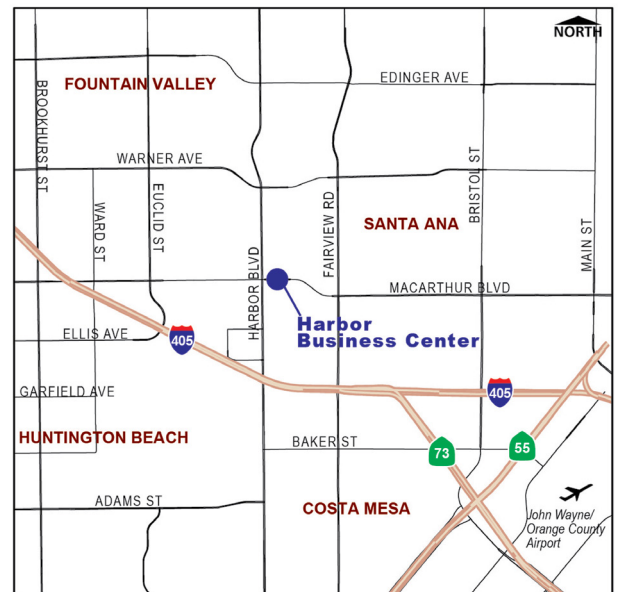 NORTH
EDINGER AVE
FOUNTAIN VALLEY
BROOKHURST ST
WARNER AVE
BRISTOL ST
EUCLID ST
WARD ST
FAIRVIEW RD
SANTA ANA
MAIN ST
HARBOR BLVD
MACARTHUR BLVD
Harbor
Business Center
ELLIS AVE
405
GARFIELD AVE
405
HUNTINGTON BEACH
BAKER ST
73
55
ADAMS ST
COSTA MESA
John Wayne/
Orange County
Airport